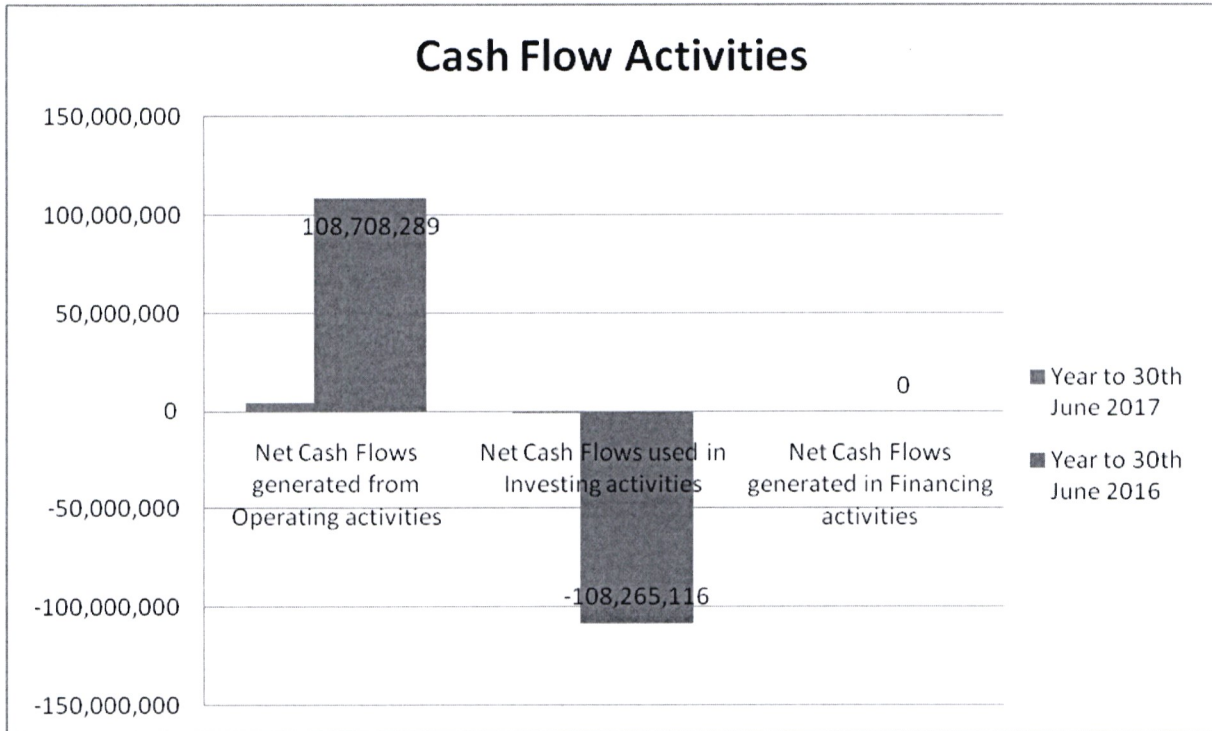 Cash Flow Activities
150,000,000
100,000,000
50,000,000
0
-50,000,000
-100,000,000
-150,000,000
108,708,289
-108,265,116
0
Net Cash Flows
generated from
Operating activities
Net Cash Flows used in
Investing activities
Net Cash Flows
generated in Financing
activities
Year to 30th
June 2017
Year to 30th
June 2016